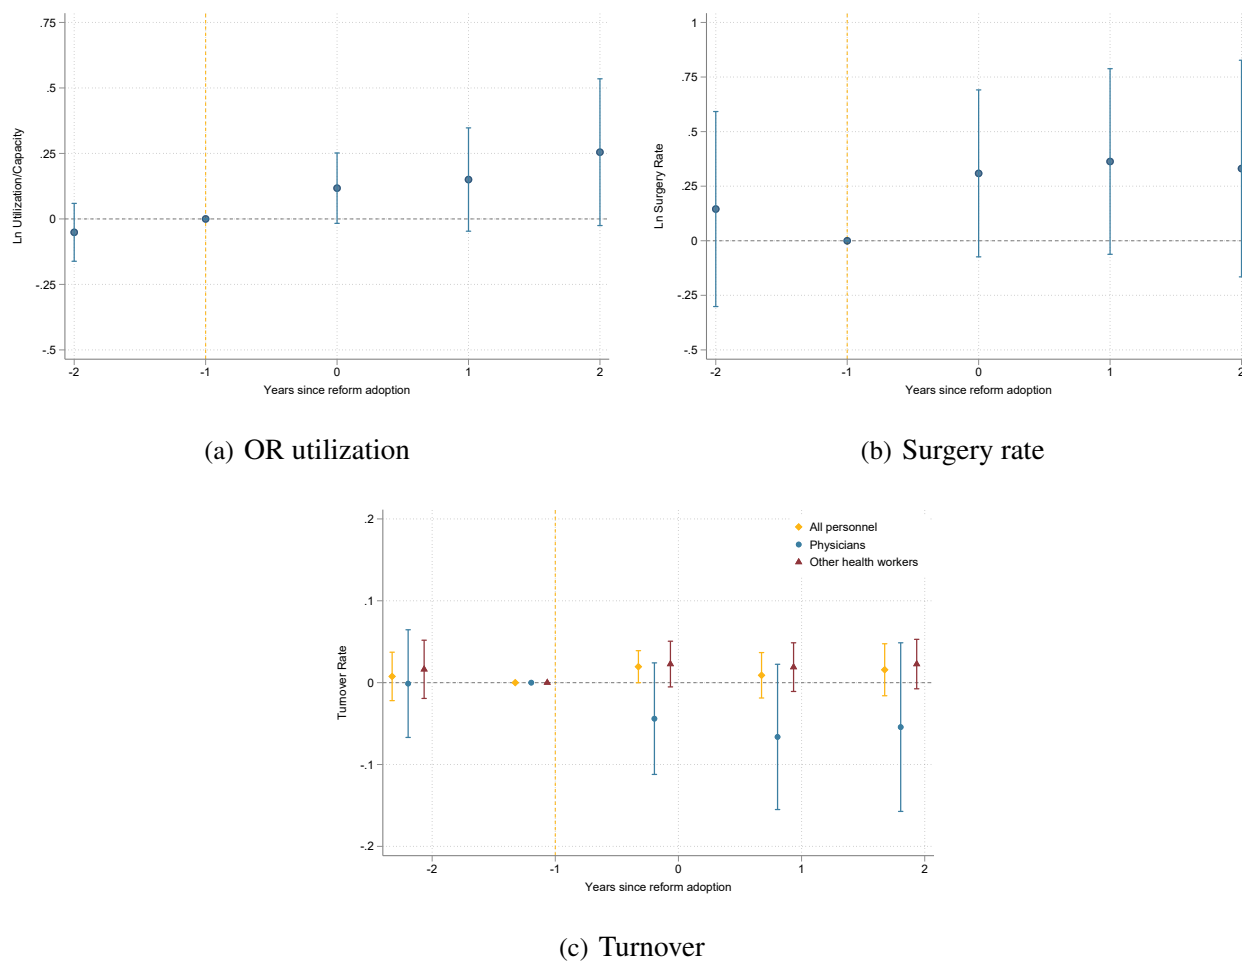 .75
.5
.25
0
-.25
-.5
Ln Utilization/Capacity
-2 -1 0 1 2
Years since reform adoption
(a) OR utilization
1
.75
.5
.25
0
-.25
-.5
Ln Surgery Rate
-2 -1 0 1 2
Years since reform adoption
(b) Surgery rate
.2
.1
0
-.1
-.2
Turnover Rate
All personnel
Physicians
Other health workers
-2 -1 0 1 2
Years since reform adoption
(c) Turnover